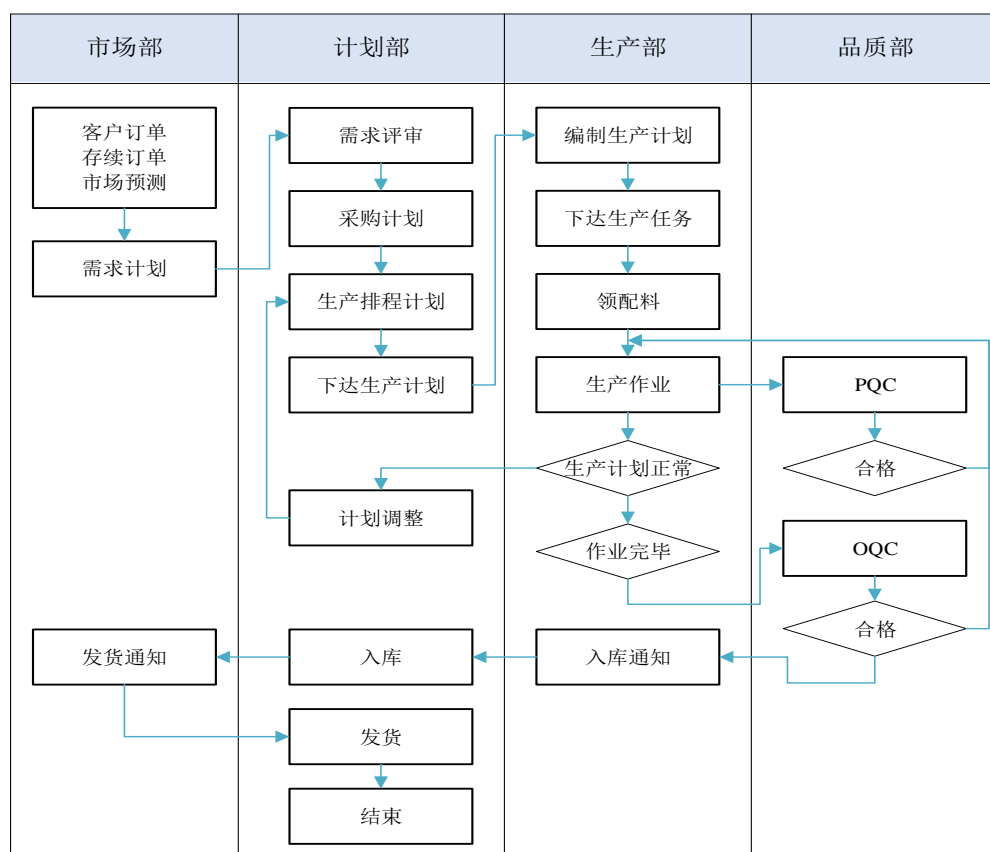 市场部
计划部
生产部
品质部
客户订单
存续订单
市场预测
需求计划
需求评审
采购计划
生产排程计划
下达生产计划
计划调整
编制生产计划
下达生产任务
领配料
生产作业
生产计划正常
作业完毕
PQC
合格
OQC
合格
发货通知
入库
入库通知
发货
结束